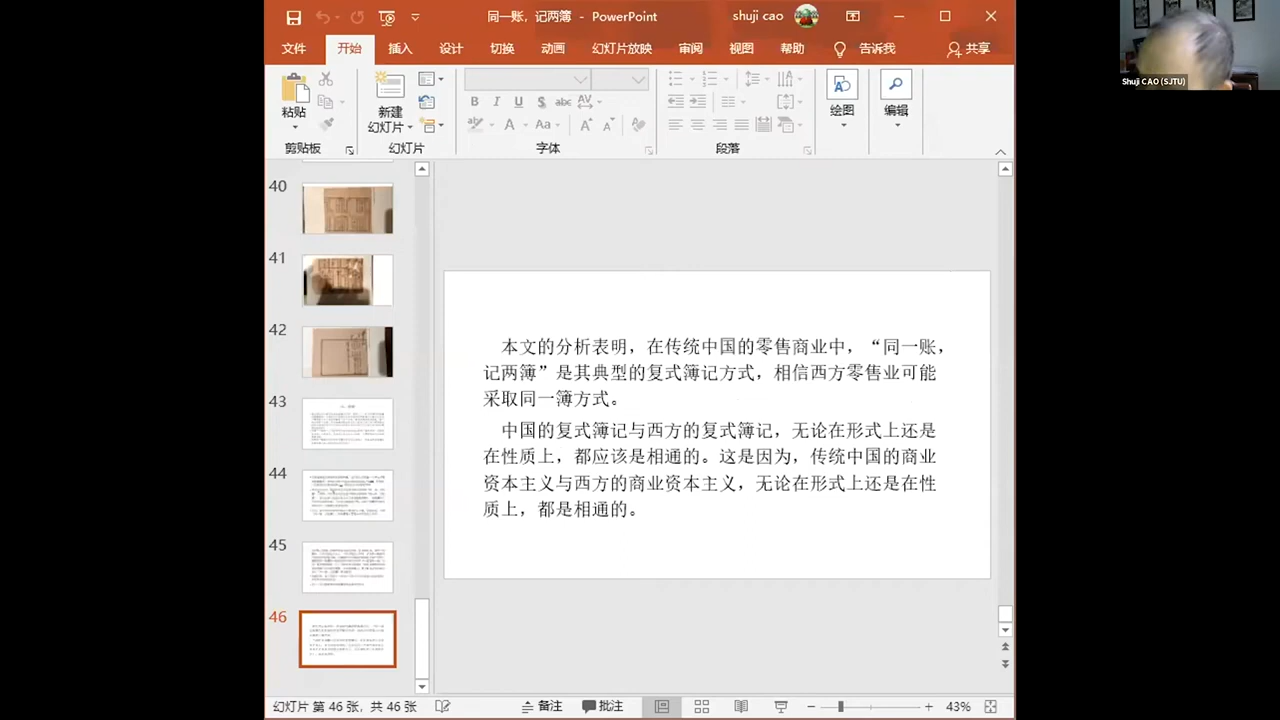 同一账，记两簿 - PowerPoint
shuji cao
文件
开始
插入
设计
切换
动画
幻灯片放映
审阅
视图
帮助
告诉我
共享
粘贴
新建
幻灯片
B I U S abc AV
A Aa A A
绘图
编辑
剪贴板
幻灯片
字体
段落
Shuji CAO (SJTU)
40
41
42
43
44
45
46
本文的分析表明，在传统中国的零售商业中，“同一账，
记两簿”是其典型的复式簿记方式，相信西方零售业可能
采取同一簿方式。
中国的复式簿记与西方的复式簿记，无论在形式上还是
在性质上，都应该是相通的。这是因为，传统中国的商业
资本主义与西方的商业资本主义，无论在形式上还是在性
质上，都是相通的。
幻灯片 第 46 张，共 46 张
备注
批注
43%